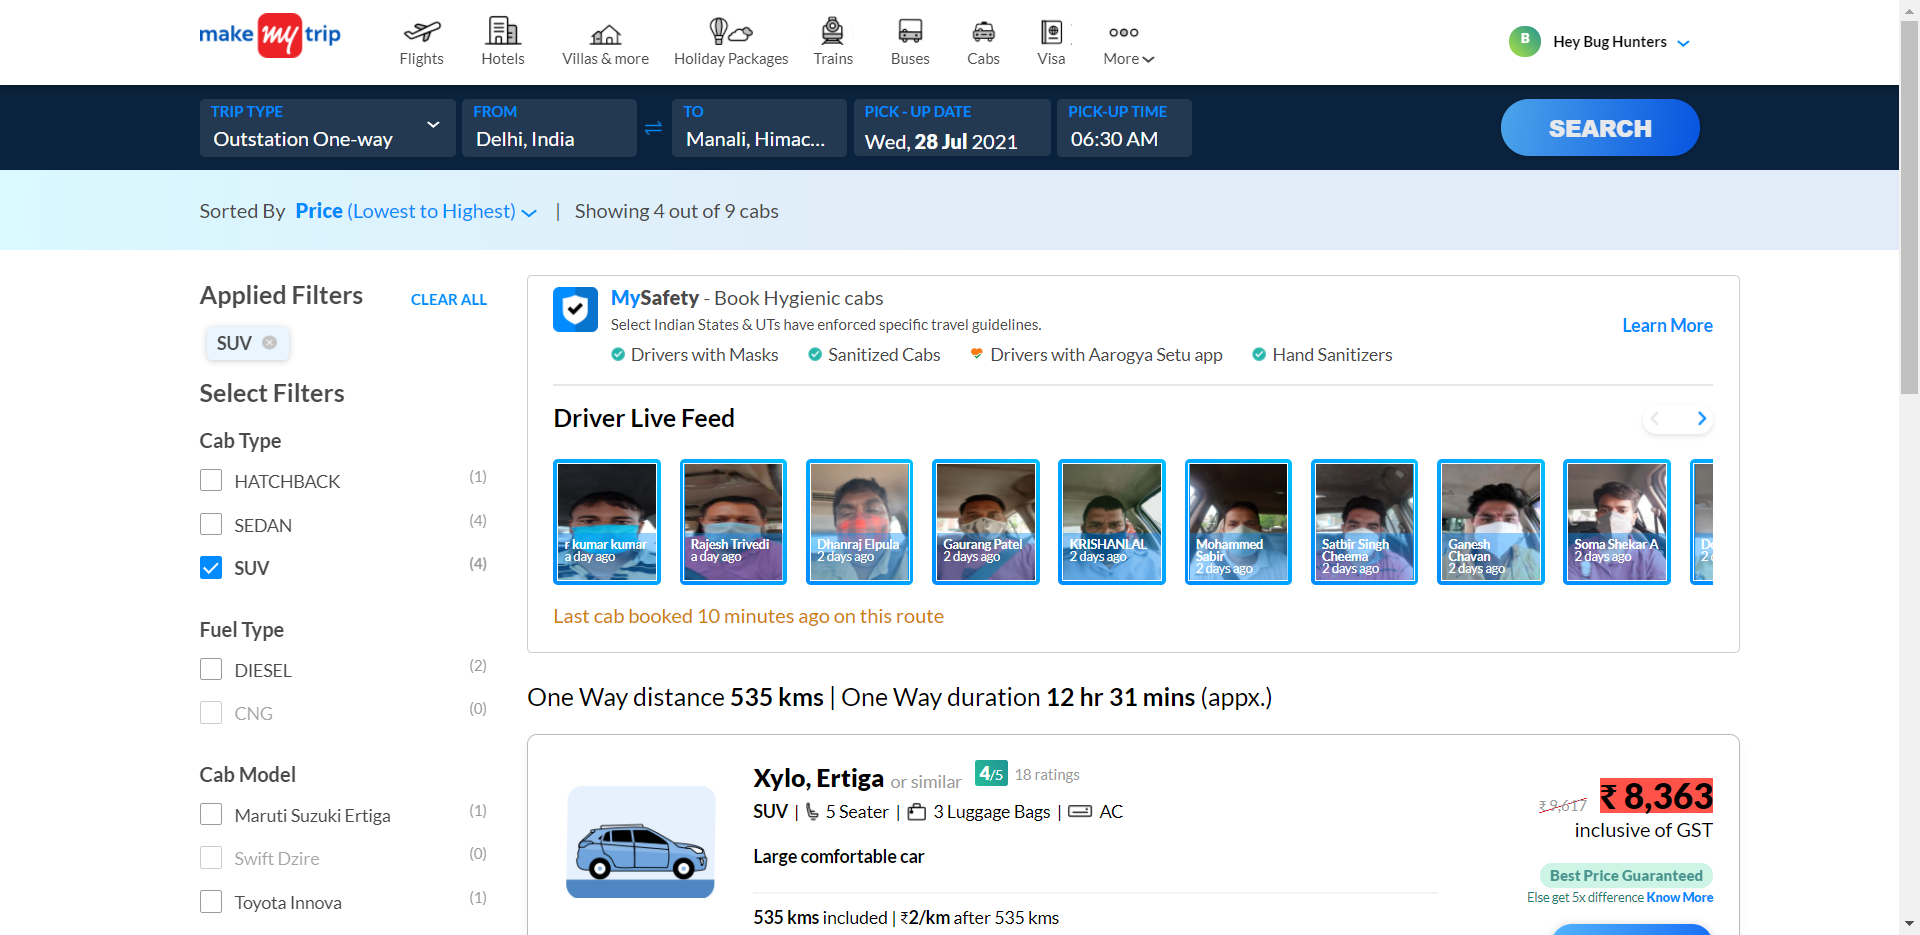 make my trip
Flights
Hotels
Villas & more
Holiday Packages
Trains
Buses
Cabs
Visa
More
B
Hey Bug Hunters
TRIP TYPE
Outstation One-way
FROM
Delhi, India
TO
Manali, Himac...
PICK - UP DATE
Wed, 28 Jul 2021
PICK-UP TIME
06:30 AM
SEARCH
Sorted By Price (Lowest to Highest) | Showing 4 out of 9 cabs
Applied Filters
CLEAR ALL
SUV
Select Filters
Cab Type
HATCHBACK (1)
SEDAN (4)
SUV (4)
Fuel Type
DIESEL (2)
CNG (0)
Cab Model
Maruti Suzuki Ertiga (1)
Swift Dzire (0)
Toyota Innova (1)
MySafety - Book Hygienic cabs
Select Indian States & UTs have enforced specific travel guidelines.
Learn More
Drivers with Masks
Sanitized Cabs
Drivers with Aarogya Setu app
Hand Sanitizers
Driver Live Feed
r kumar kumar
a day ago
Rajesh Trivedi
a day ago
Dhanraj Elpula
2 days ago
Gaurang Patel
2 days ago
KRISHANLAL
2 days ago
Mohammed
Sabir
2 days ago
Satbir Singh
Cheema
2 days ago
Ganesh
Chavan
2 days ago
Soma Shekar A
2 days ago
Last cab booked 10 minutes ago on this route
One Way distance 535 kms | One Way duration 12 hr 31 mins (appx.)
Xylo, Ertiga or similar 4/5 18 ratings
SUV | 5 Seater | 3 Luggage Bags | AC
Large comfortable car
535 kms included | ₹2/km after 535 kms
₹ 9,617 ₹ 8,363
inclusive of GST
Best Price Guaranteed
Else get 5x difference Know More